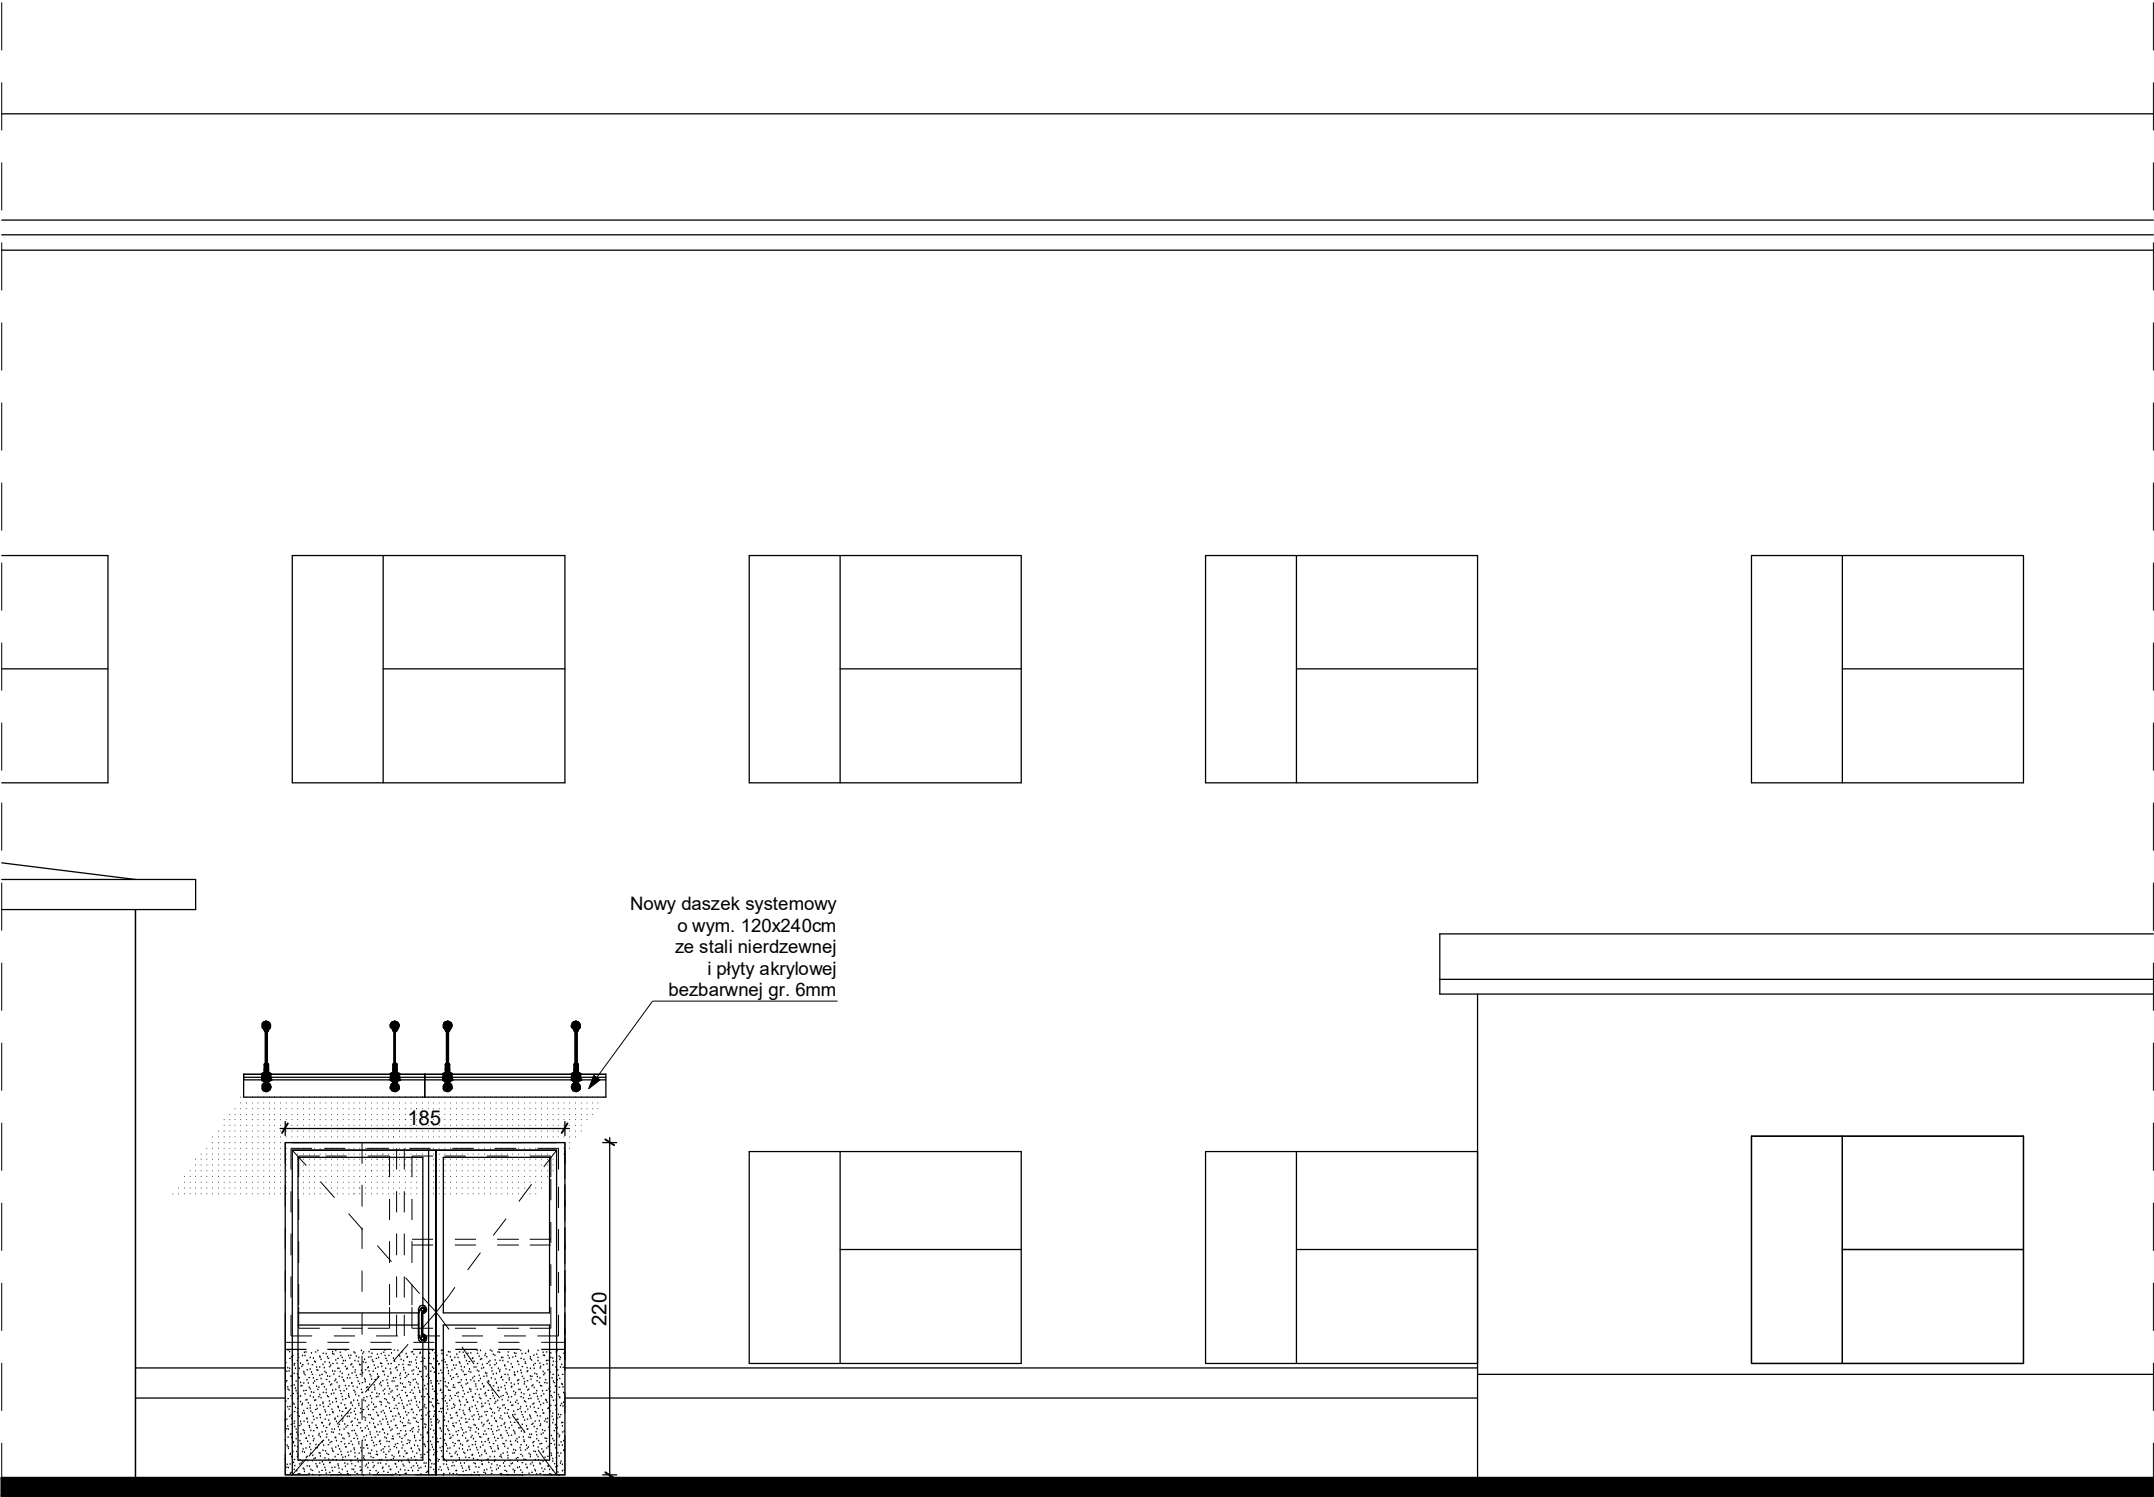 Nowy daszek systemowy
o wym. 120x240cm
ze stali nierdzewnej
i płyty akrylowej
bezbarwnej gr. 6mm
185
220